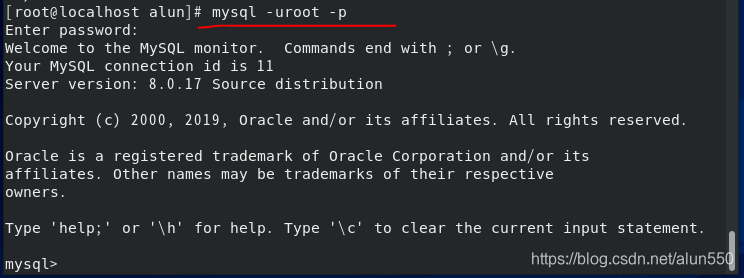 [root@localhost alun]# mysql -uroot -p
Enter password:
Welcome to the MySQL monitor.  Commands end with ; or \g.
Your MySQL connection id is 11
Server version: 8.0.17 Source distribution

Copyright (c) 2000, 2019, Oracle and/or its affiliates. All rights reserved.

Oracle is a registered trademark of Oracle Corporation and/or its
affiliates. Other names may be trademarks of their respective
owners.

Type 'help;' or '\h' for help. Type '\c' to clear the current input statement.

mysql>
https://blog.csdn.net/alun550